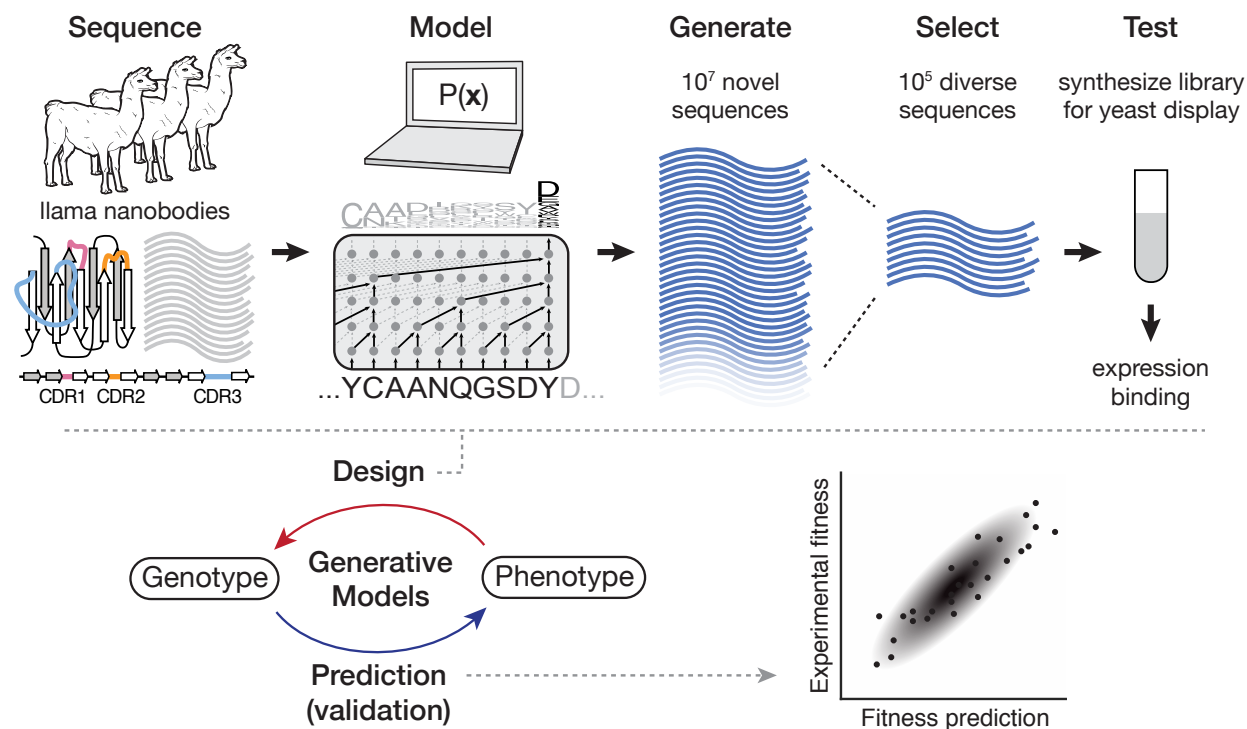 Sequence
Model
Generate
Select
Test
P(x)
10⁷ novel
sequences
10⁵ diverse
sequences
synthesize library
for yeast display
llama nanobodies
P
...YCAANQGSDYD...
CDR1
CDR2
CDR3
expression
binding
Design
Genotype
Generative
Models
Phenotype
Prediction
(validation)
Experimental fitness
Fitness prediction